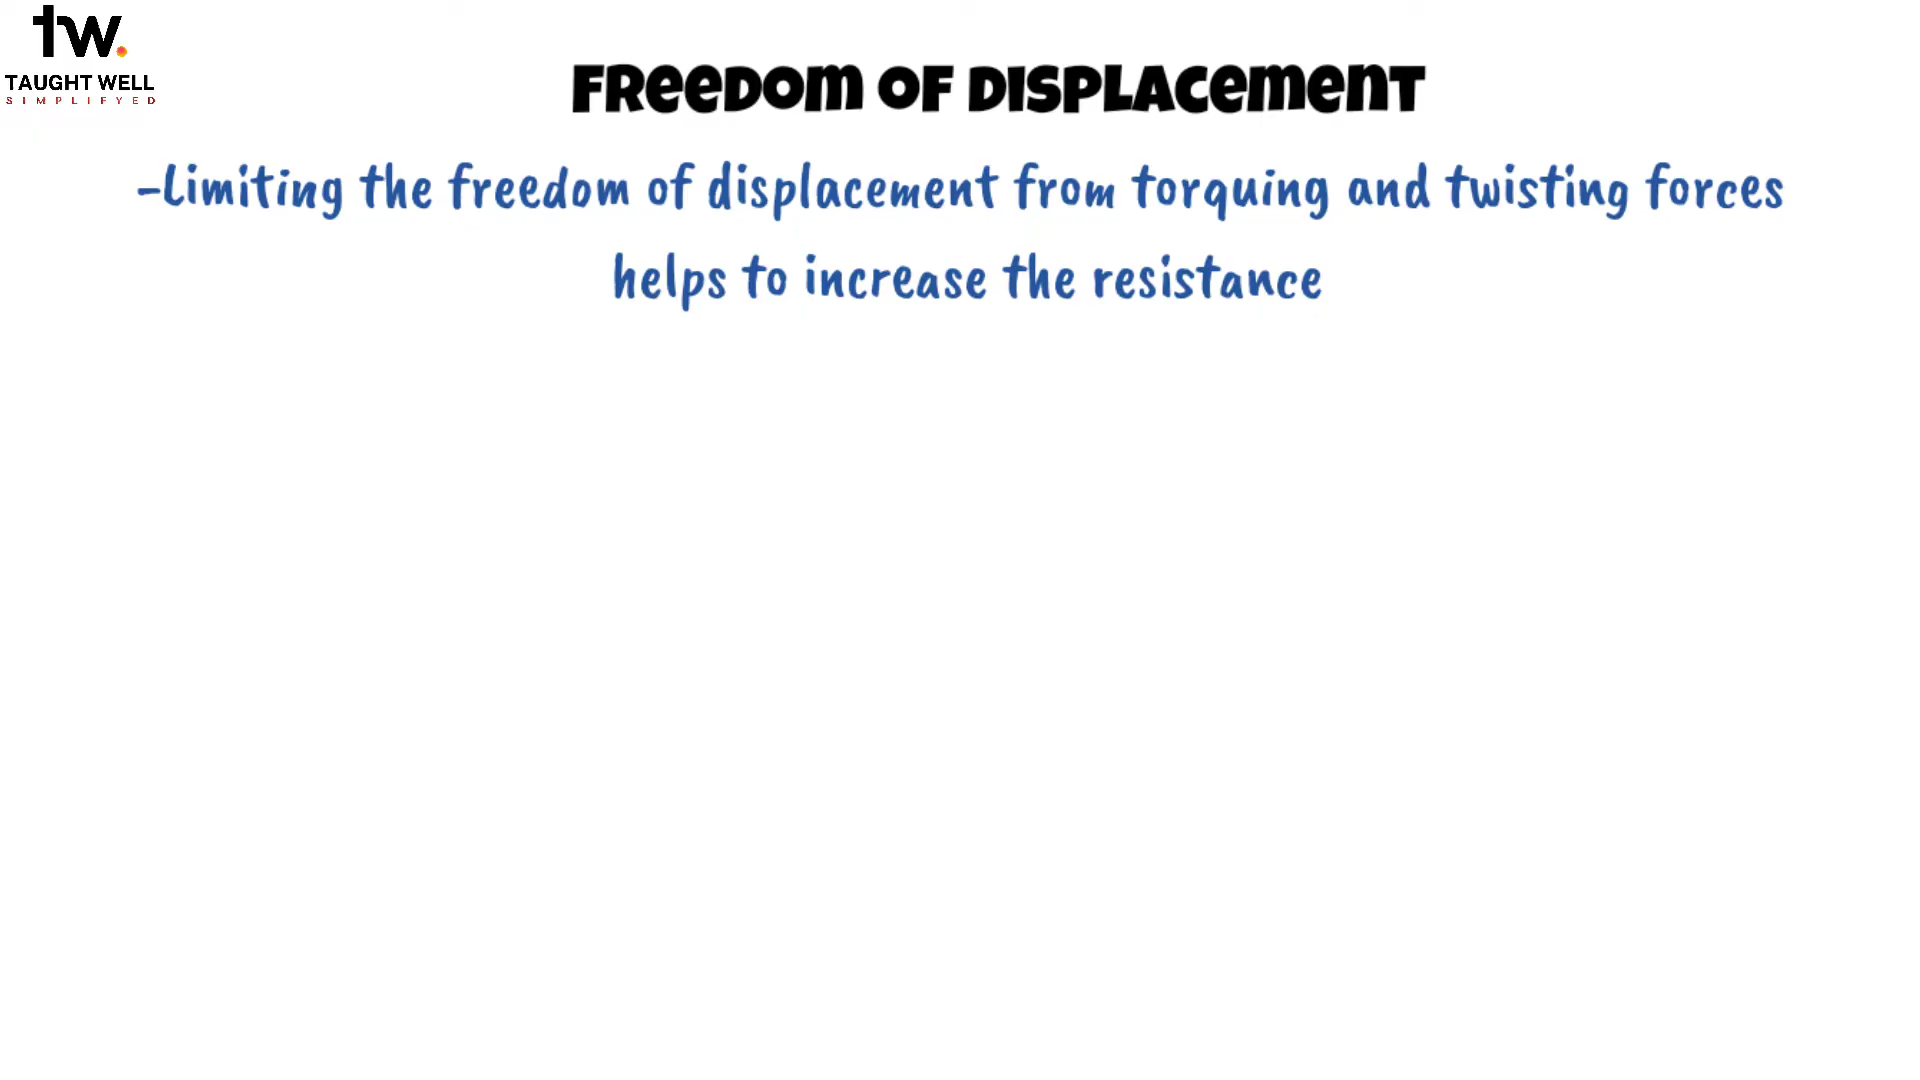 tw.
TAUGHT WELL
SIMPLIFYED
FREEDOM OF DISPLACEMENT
-Limiting the freedom of displacement from torquing and twisting forces
helps to increase the resistance